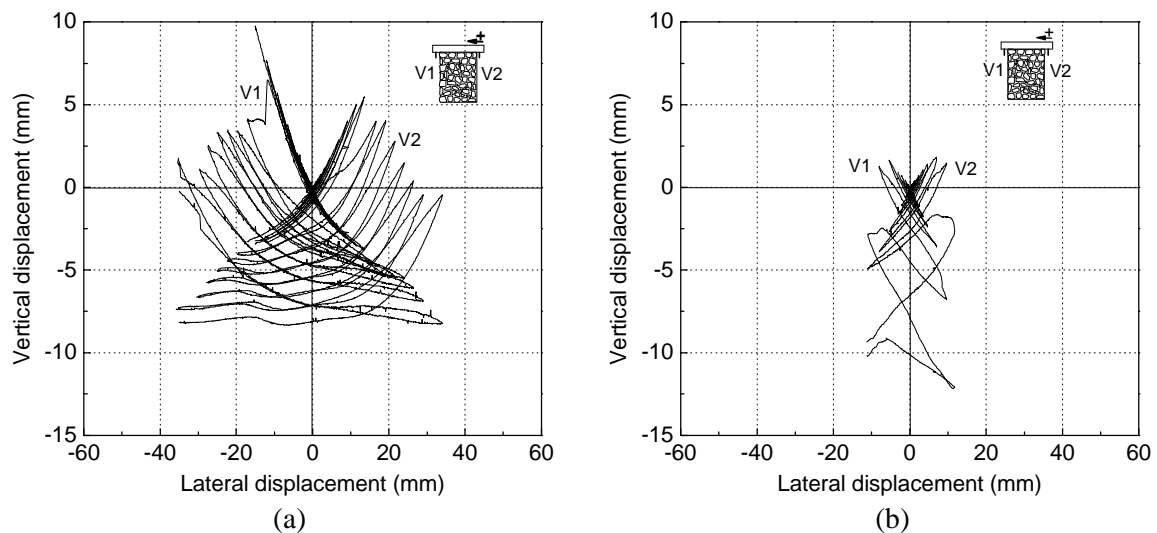 10
5
0
-5
-10
-15
-60
-40
-20
0
20
40
60
Vertical displacement (mm)
Lateral displacement (mm)
V1
V2
+
V1
V2
(a)
10
5
0
-5
-10
-15
-60
-40
-20
0
20
40
60
Vertical displacement (mm)
Lateral displacement (mm)
V1
V2
+
V1
V2
(b)